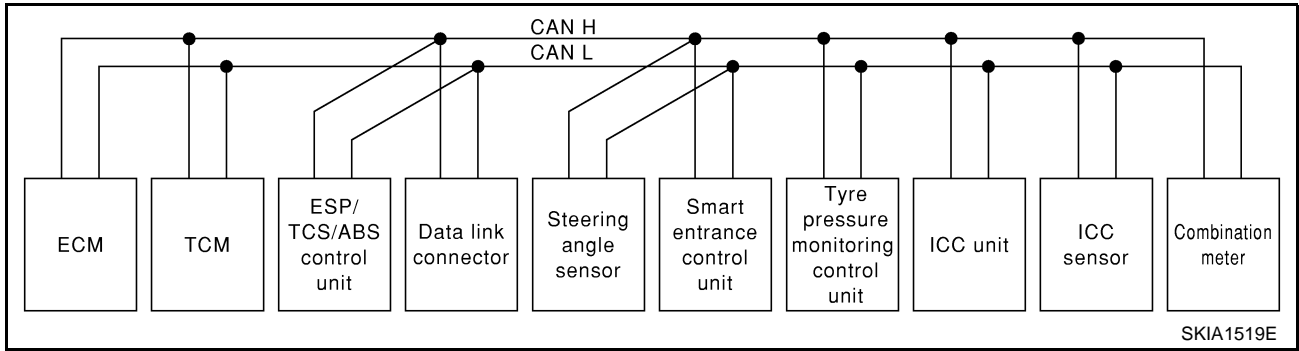 CAN H
CAN L
ECM
TCM
ESP/
TCS/ABS
control
unit
Data link
connector
Steering
angle
sensor
Smart
entrance
control
unit
Tyre
pressure
monitoring
control
unit
ICC unit
ICC
sensor
Combination
meter
SKIA1519E